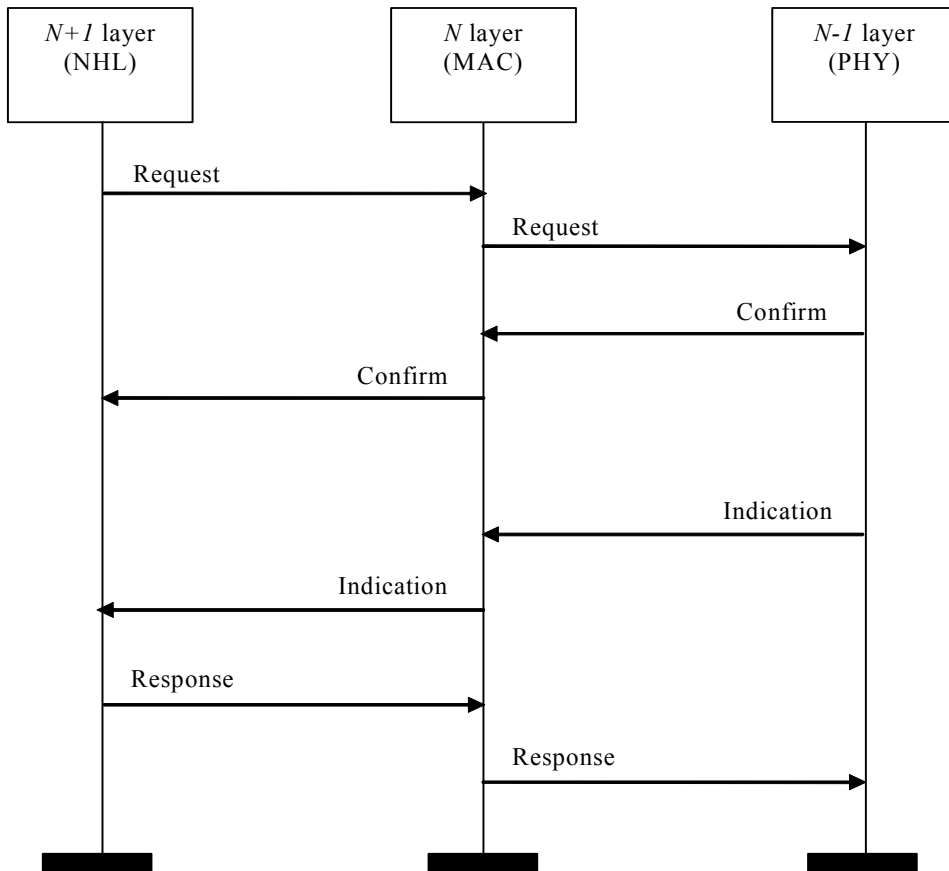 N+1 layer
(NHL)
N layer
(MAC)
N-1 layer
(PHY)
Request
Request
Confirm
Confirm
Indication
Indication
Response
Response